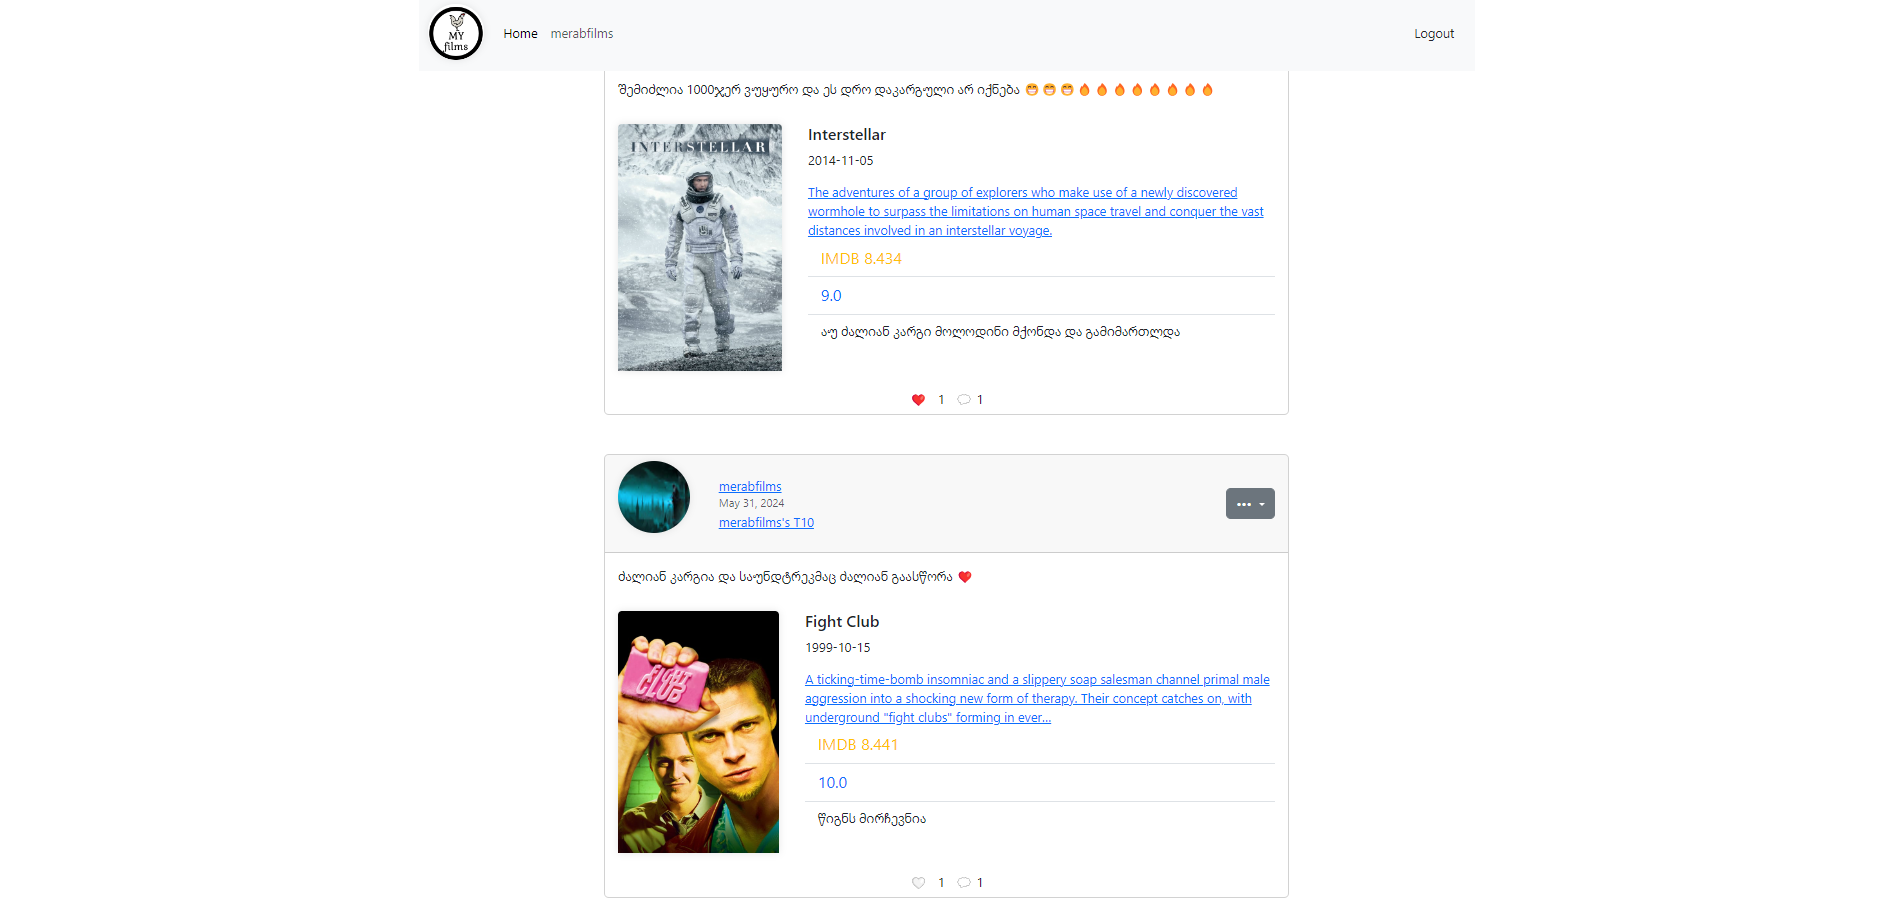 MY
films
Home merabfilms
Logout
შემიძლია 1000ჯერ ვუყურო და ეს დრო დაკარგული არ იქნება 😁😁😁🔥🔥🔥🔥🔥🔥🔥🔥
INTERSTELLAR
Interstellar
2014-11-05
The adventures of a group of explorers who make use of a newly discovered
wormhole to surpass the limitations on human space travel and conquer the vast
distances involved in an interstellar voyage.
IMDB 8.434
9.0
აუ ძალიან კარგი მოლოდინი მქონდა და გამიმართლდა
❤️ 1 💬 1
merabfilms
May 31, 2024
merabfilms's T10
•••
ძალიან კარგია და საუნდტრეკმაც ძალიან გაასწორა ❤️
FIGHT
CLUB
Fight Club
1999-10-15
A ticking-time-bomb insomniac and a slippery soap salesman channel primal male
aggression into a shocking new form of therapy. Their concept catches on, with
underground "fight clubs" forming in ever...
IMDB 8.441
10.0
წიგნს მირჩევნია
🤍 1 💬 1